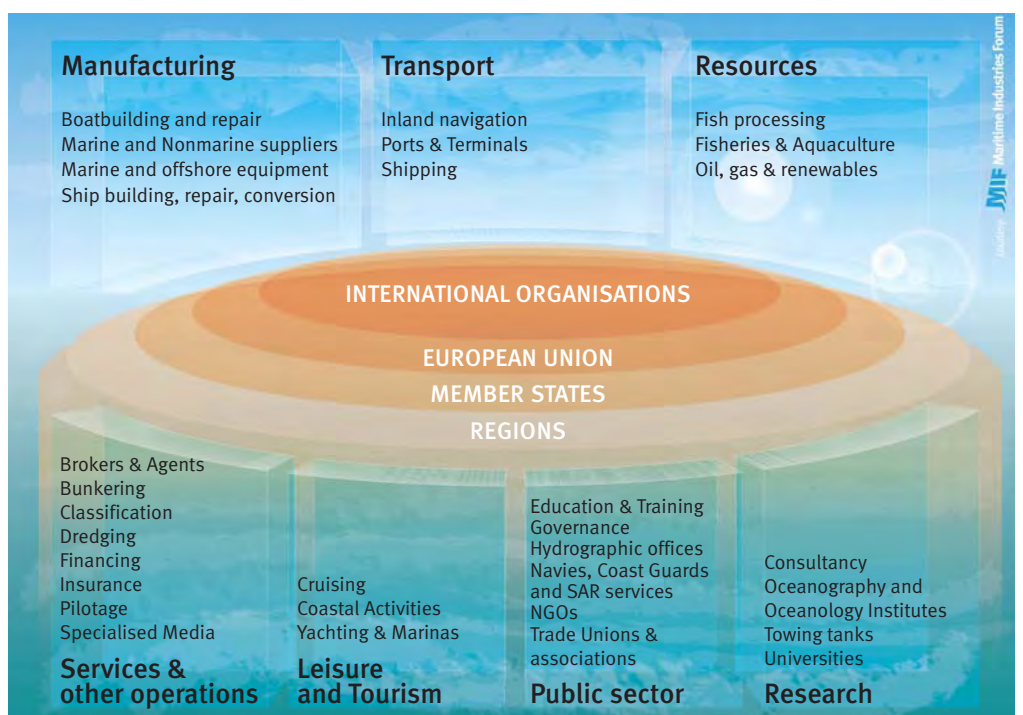 Manufacturing
Boatbuilding and repair
Marine and Nonmarine suppliers
Marine and offshore equipment
Ship building, repair, conversion
Transport
Inland navigation
Ports & Terminals
Shipping
Resources
Fish processing
Fisheries & Aquaculture
Oil, gas & renewables
MIF Maritime Industries Forum
INTERNATIONAL ORGANISATIONS
EUROPEAN UNION
MEMBER STATES
REGIONS
Brokers & Agents
Bunkering
Classification
Dredging
Financing
Insurance
Pilotage
Specialised Media
Services &
other operations
Cruising
Coastal Activities
Yachting & Marinas
Leisure
and Tourism
Education & Training
Governance
Hydrographic offices
Navies, Coast Guards
and SAR services
NGOs
Trade Unions &
associations
Public sector
Consultancy
Oceanography and
Oceanology Institutes
Towing tanks
Universities
Research